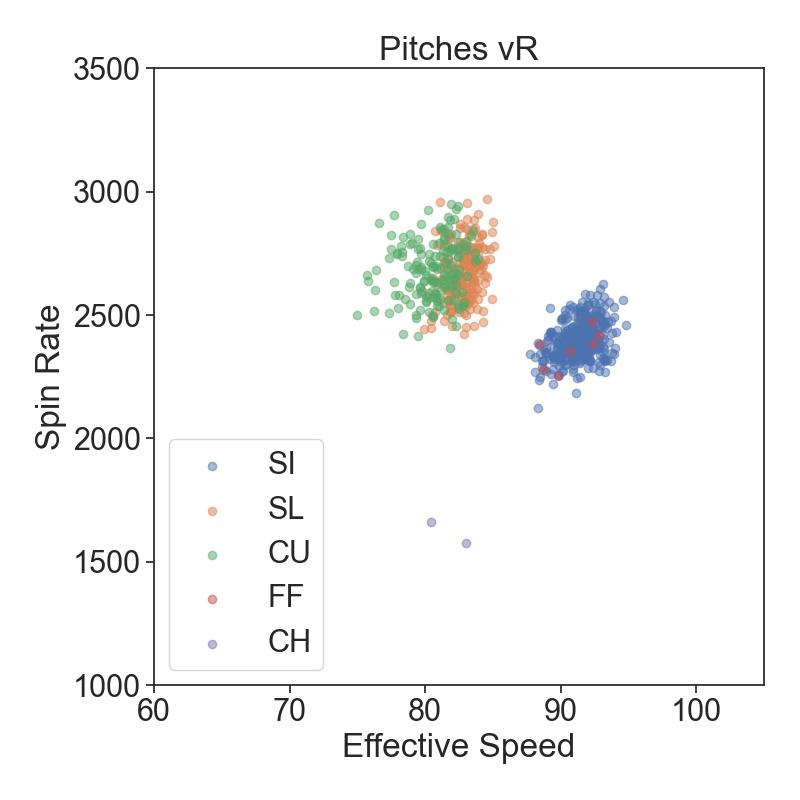 Pitches vR
3500
3000
2500
2000
1500
1000
Spin Rate
SI
SL
CU
FF
CH
60 70 80 90 100
Effective Speed